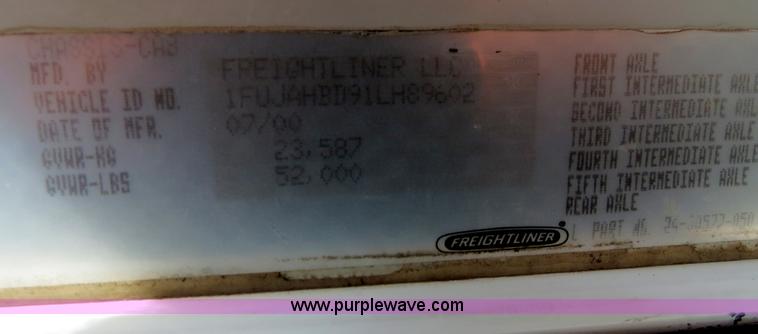 CHASSIS-CAB
MFD. BY FREIGHTLINER LLC
VEHICLE ID NO. 1FUJAHBD91LH89602
DATE OF MFR. 07/00
GVWR-KG 23,587
GVWR-LBS 52,000
FRONT AXLE
FIRST INTERMEDIATE AXLE
SECOND INTERMEDIATE AXLE
THIRD INTERMEDIATE AXLE
FOURTH INTERMEDIATE AXLE
FIFTH INTERMEDIATE AXLE
REAR AXLE
PART NO.
FREIGHTLINER
www.purplewave.com